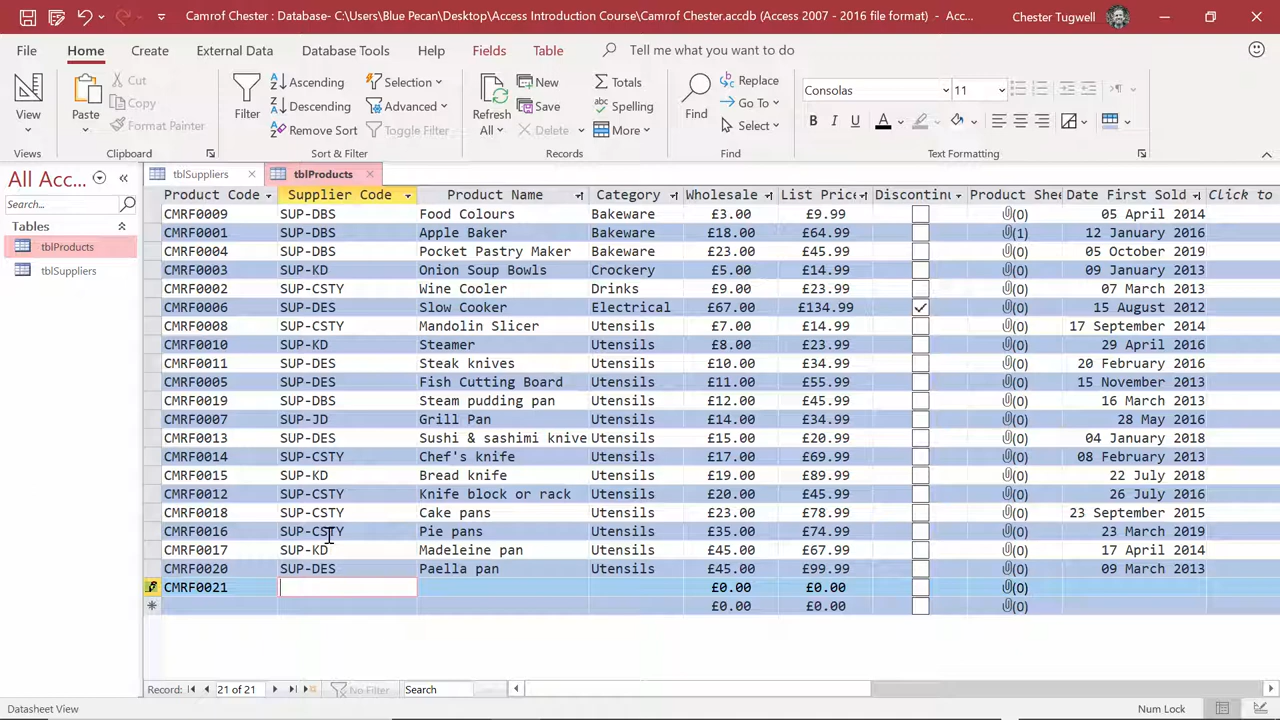 Camrof Chester : Database- C:\Users\Blue Pecan\Desktop\Access Introduction Course\Camrof Chester.accdb (Access 2007 - 2016 file format) - Acc... Chester Tugwell
File Home Create External Data Database Tools Help Fields Table Tell me what you want to do
View
Views
Paste
Cut
Copy
Format Painter
Clipboard
Filter
Ascending
Descending
Remove Sort
Selection
Advanced
Toggle Filter
Sort & Filter
Refresh All
New
Save
Delete
Totals
Spelling
More
Records
Find
Replace
Go To
Select
Find
Consolas 11
B I U A
Text Formatting
All Acc...
Search...
Tables
tblProducts
tblSuppliers
tblSuppliers tblProducts
Product Code Supplier Code Product Name Category Wholesale List Price Discontinu Product Shee Date First Sold Click to
CMRF0009 SUP-DBS Food Colours Bakeware £3.00 £9.99 (0) 05 April 2014
CMRF0001 SUP-DBS Apple Baker Bakeware £18.00 £64.99 (1) 12 January 2016
CMRF0004 SUP-DBS Pocket Pastry Maker Bakeware £23.00 £45.99 (0) 05 October 2019
CMRF0003 SUP-KD Onion Soup Bowls Crockery £5.00 £14.99 (0) 09 January 2013
CMRF0002 SUP-CSTY Wine Cooler Drinks £9.00 £23.99 (0) 07 March 2013
CMRF0006 SUP-DES Slow Cooker Electrical £67.00 £134.99 (0) 15 August 2012
CMRF0008 SUP-CSTY Mandolin Slicer Utensils £7.00 £14.99 (0) 17 September 2014
CMRF0010 SUP-KD Steamer Utensils £8.00 £23.99 (0) 29 April 2016
CMRF0011 SUP-DES Steak knives Utensils £10.00 £34.99 (0) 20 February 2016
CMRF0005 SUP-DES Fish Cutting Board Utensils £11.00 £55.99 (0) 15 November 2013
CMRF0019 SUP-DBS Steam pudding pan Utensils £12.00 £45.99 (0) 16 March 2013
CMRF0007 SUP-JD Grill Pan Utensils £14.00 £34.99 (0) 28 May 2016
CMRF0013 SUP-DES Sushi & sashimi knive Utensils £15.00 £20.99 (0) 04 January 2018
CMRF0014 SUP-CSTY Chef's knife Utensils £17.00 £69.99 (0) 08 February 2013
CMRF0015 SUP-KD Bread knife Utensils £19.00 £89.99 (0) 22 July 2018
CMRF0012 SUP-CSTY Knife block or rack Utensils £20.00 £45.99 (0) 26 July 2016
CMRF0018 SUP-CSTY Cake pans Utensils £23.00 £78.99 (0) 23 September 2015
CMRF0016 SUP-CSTY Pie pans Utensils £35.00 £74.99 (0) 23 March 2019
CMRF0017 SUP-KD Madeleine pan Utensils £45.00 £67.99 (0) 17 April 2014
CMRF0020 SUP-DES Paella pan Utensils £45.00 £99.99 (0) 09 March 2013
CMRF0021 £0.00 £0.00 (0)
£0.00 £0.00 (0)
Record: 21 of 21 No Filter Search
Datasheet View Num Lock